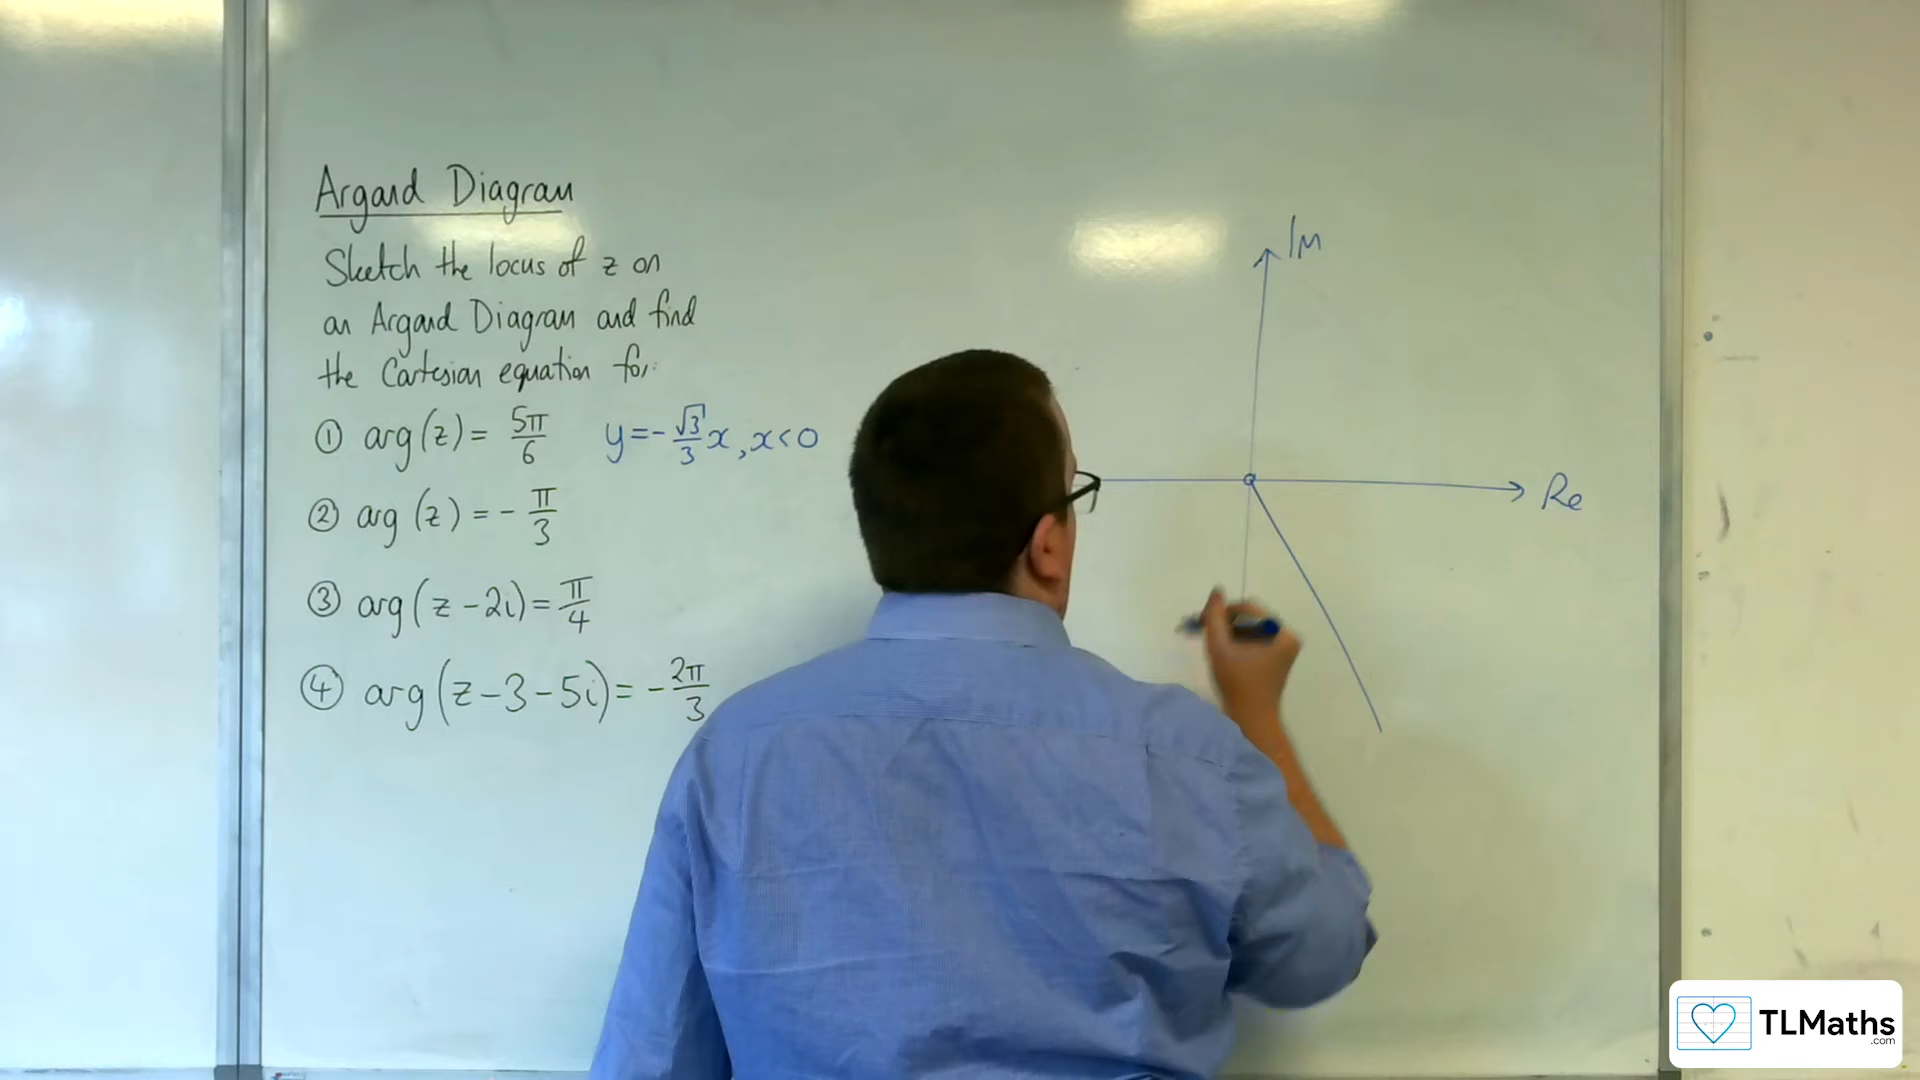 Argand Diagram
Sketch the locus of z on
an Argand Diagram and find
the Cartesian equation for:
① arg(z) = 5π/6 y=-√3/3 x, x<0
② arg(z) = -π/3
③ arg(z-2i) = π/4
④ arg(z-3-5i) = -2π/3
Im
Re
TLMaths
.com